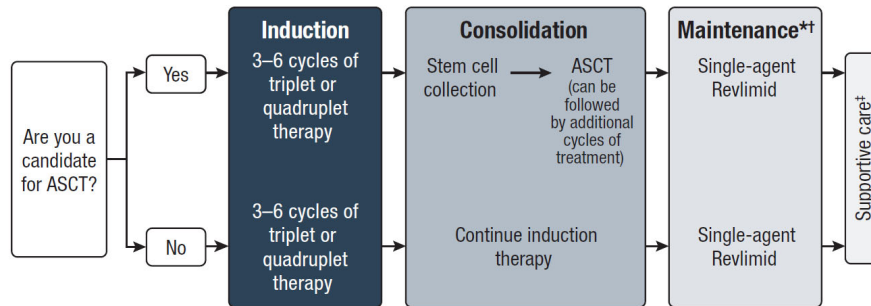 Are you a
candidate
for ASCT?
Yes
No
Induction
3–6 cycles of
triplet or
quadruplet
therapy
3–6 cycles of
triplet or
quadruplet
therapy
Consolidation
Stem cell
collection
ASCT
(can be
followed
by additional
cycles of
treatment)
Continue induction
therapy
Maintenance*†
Single-agent
Revlimid
Single-agent
Revlimid
Supportive care‡